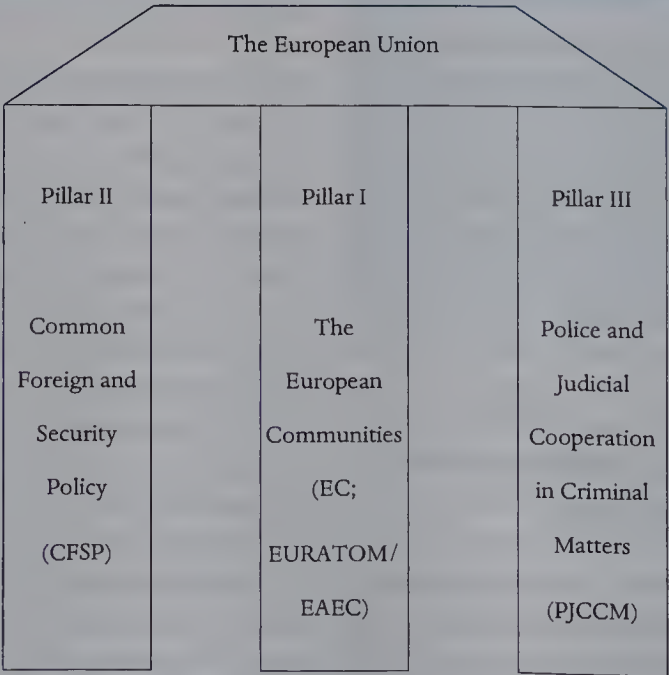 The European Union
Pillar II
Common
Foreign and
Security
Policy
(CFSP)
Pillar I
The
European
Communities
(EC;
EURATOM/
EAEC)
Pillar III
Police and
Judicial
Cooperation
in Criminal
Matters
(PJCCM)